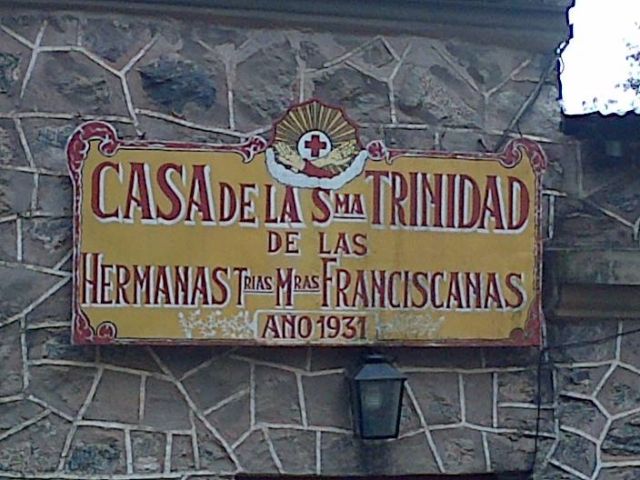 CASA DE LA SMA TRINIDAD
DE LAS
HERMANAS TRIAS MRAS FRANCISCANAS
AÑO 1931